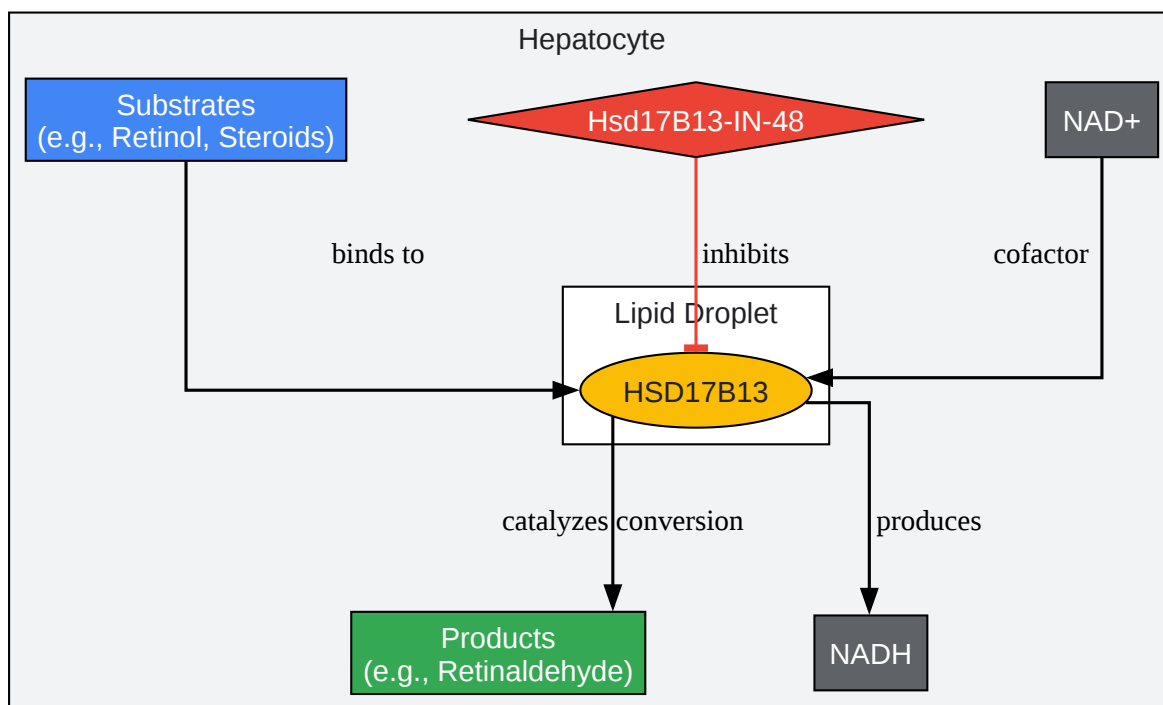 Hepatocyte
Substrates
(e.g., Retinol, Steroids)
Hsd17B13-IN-48
NAD+
binds to
inhibits
cofactor
Lipid Droplet
HSD17B13
catalyzes conversion
produces
Products
(e.g., Retinaldehyde)
NADH